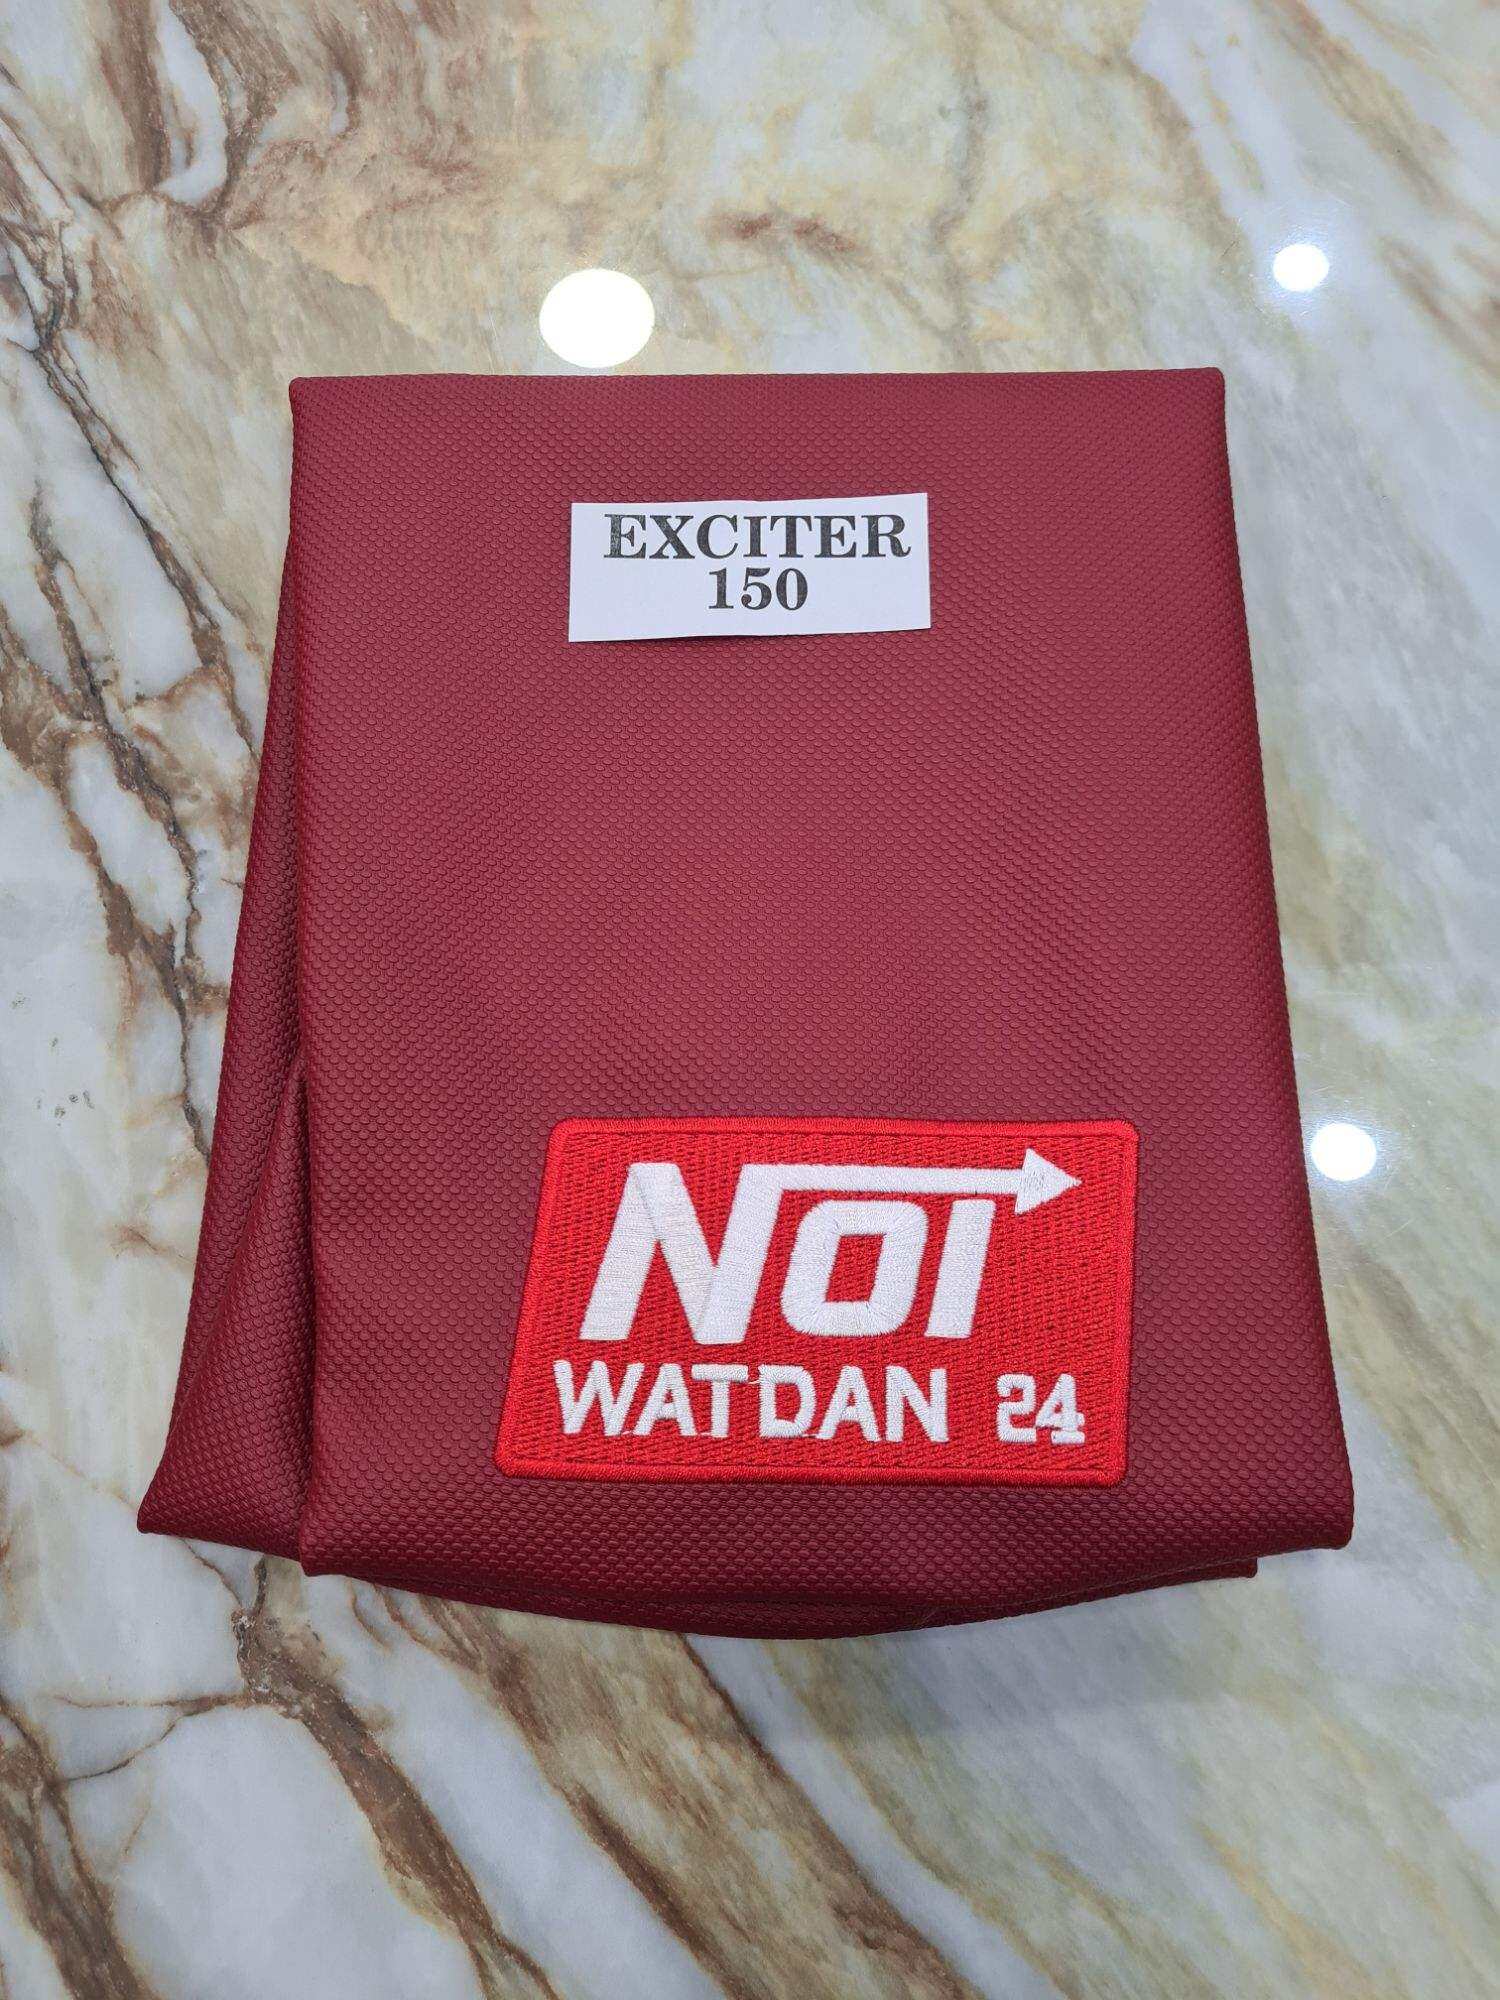 EXCITER
150
NOI
WATDAN 24